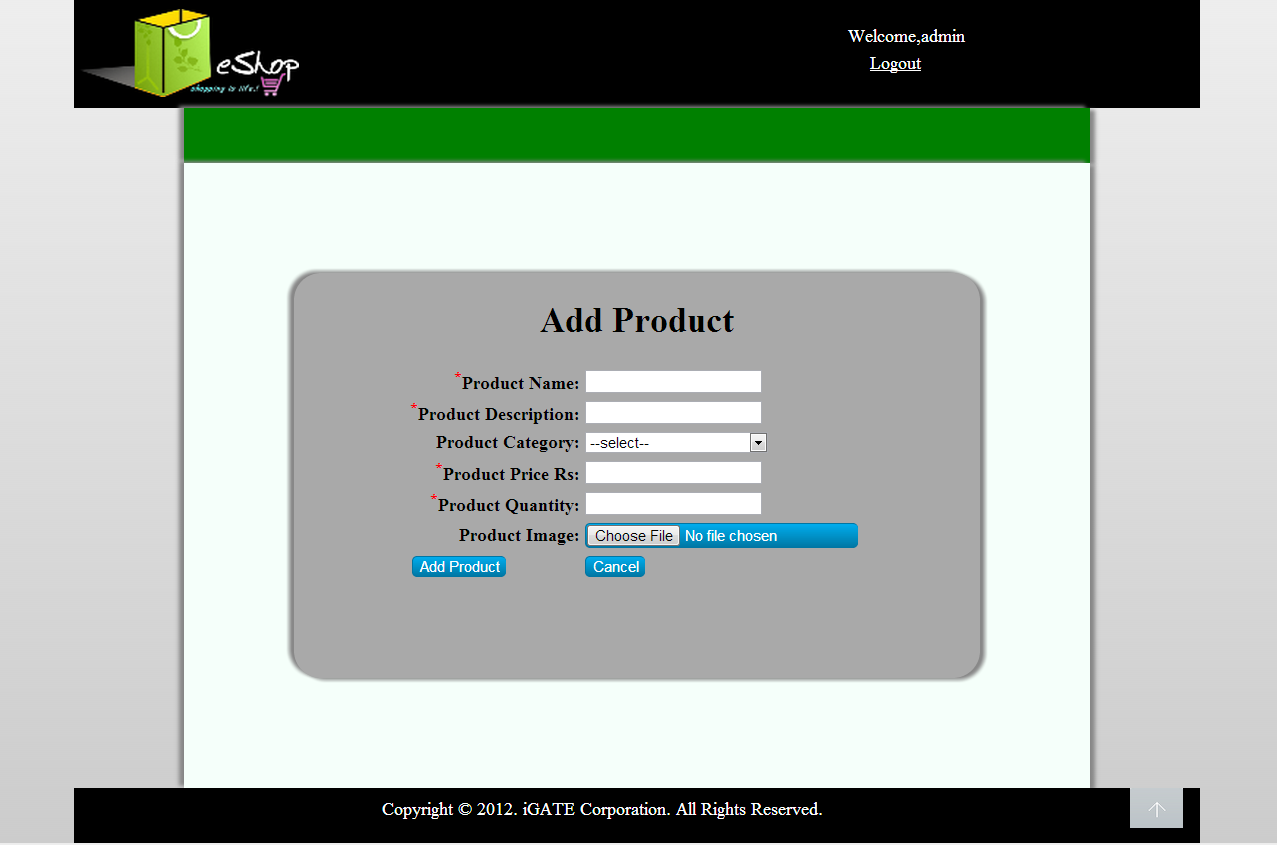 eShop
shopping is life!
Welcome,admin
Logout
Add Product
*Product Name:
*Product Description:
Product Category: --select--
*Product Price Rs:
*Product Quantity:
Product Image: Choose File No file chosen
Add Product Cancel
Copyright © 2012. iGATE Corporation. All Rights Reserved.